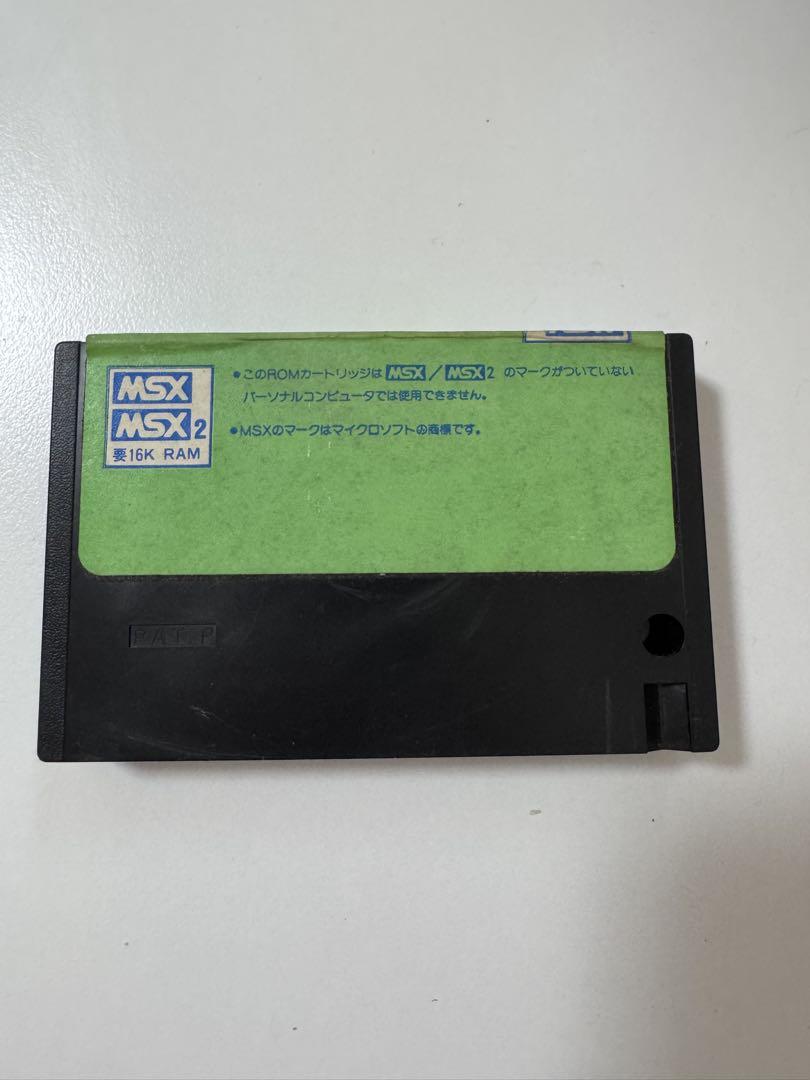 MSX
MSX2
要16K RAM
•このROMカートリッジは MSX/MSX2 のマークがついていない
パーソナルコンピュータでは使用できません。
•MSXのマークはマイクロソフトの商標です。
PAT.P